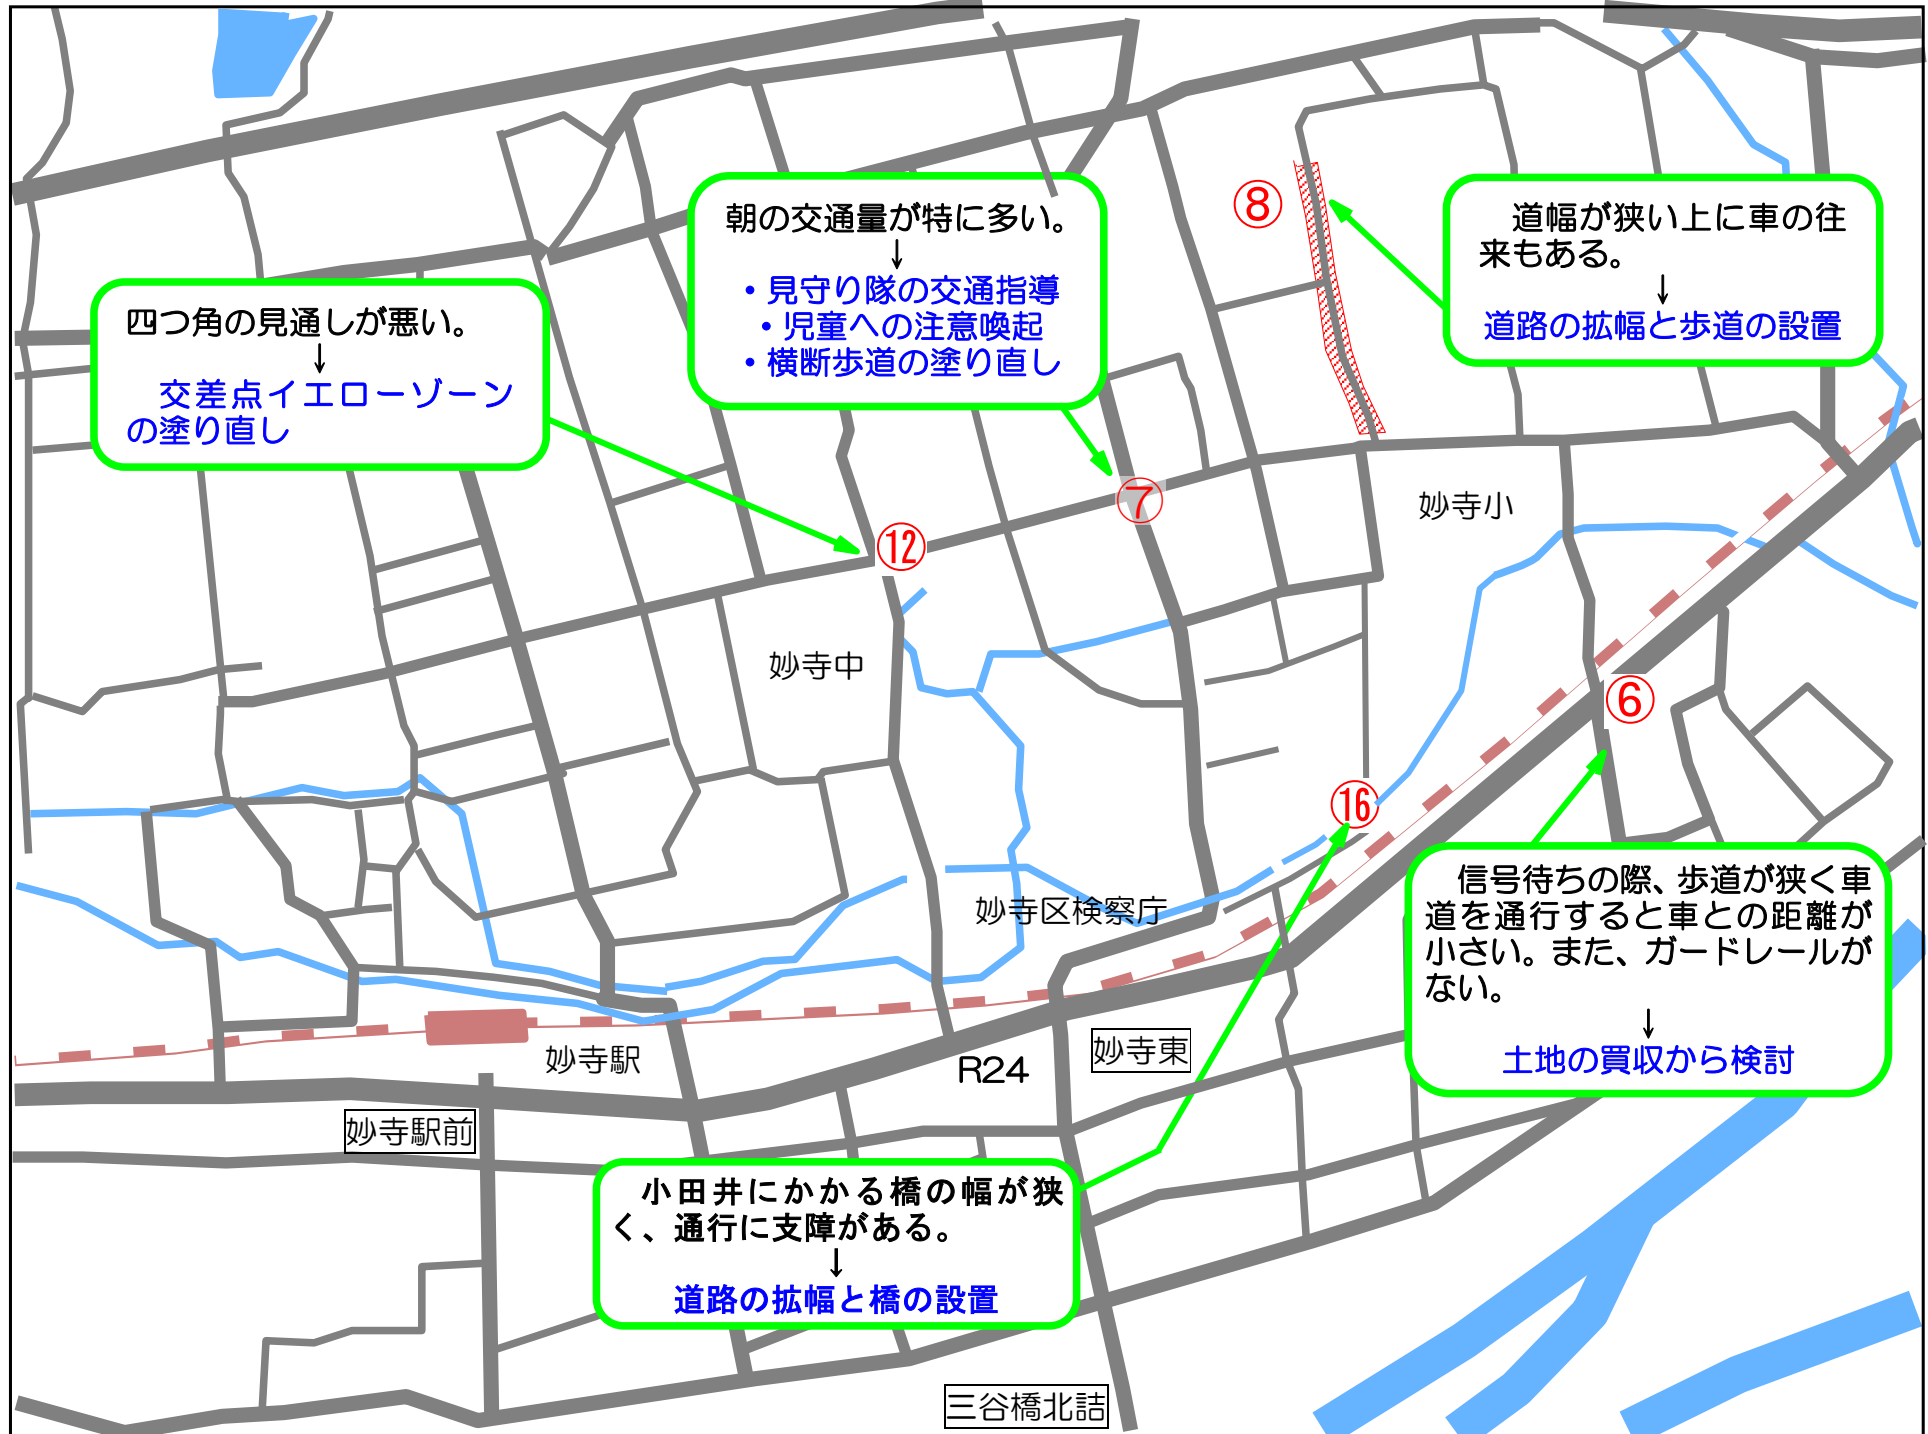 ⑧
道幅が狭い上に車の往
来もある。
↓
道路の拡幅と歩道の設置
朝の交通量が特に多い。
↓
・見守り隊の交通指導
・児童への注意喚起
・横断歩道の塗り直し
四つ角の見通しが悪い。
↓
交差点イエローゾーン
の塗り直し
⑦
妙寺小
⑫
妙寺中
⑥
⑯
妙寺区検察庁
信号待ちの際、歩道が狭く車
道を通行すると車との距離が
小さい。また、ガードレールが
ない。
↓
土地の買収から検討
妙寺駅
R24
妙寺東
妙寺駅前
小田井にかかる橋の幅が狭
く、通行に支障がある。
↓
道路の拡幅と橋の設置
三谷橋北詰